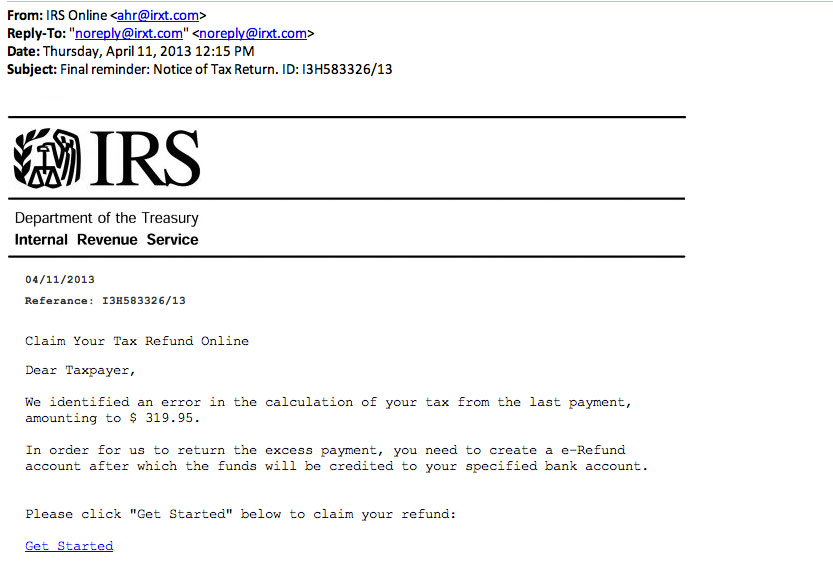 From: IRS Online <ahr@irxt.com>
Reply-To: "noreply@irxt.com" <noreply@irxt.com>
Date: Thursday, April 11, 2013 12:15 PM
Subject: Final reminder: Notice of Tax Return. ID: I3H583326/13
IRS
Department of the Treasury
Internal Revenue Service
04/11/2013
Referance: I3H583326/13
Claim Your Tax Refund Online
Dear Taxpayer,
We identified an error in the calculation of your tax from the last payment,
amounting to $ 319.95.
In order for us to return the excess payment, you need to create a e-Refund
account after which the funds will be credited to your specified bank account.
Please click "Get Started" below to claim your refund:
Get Started